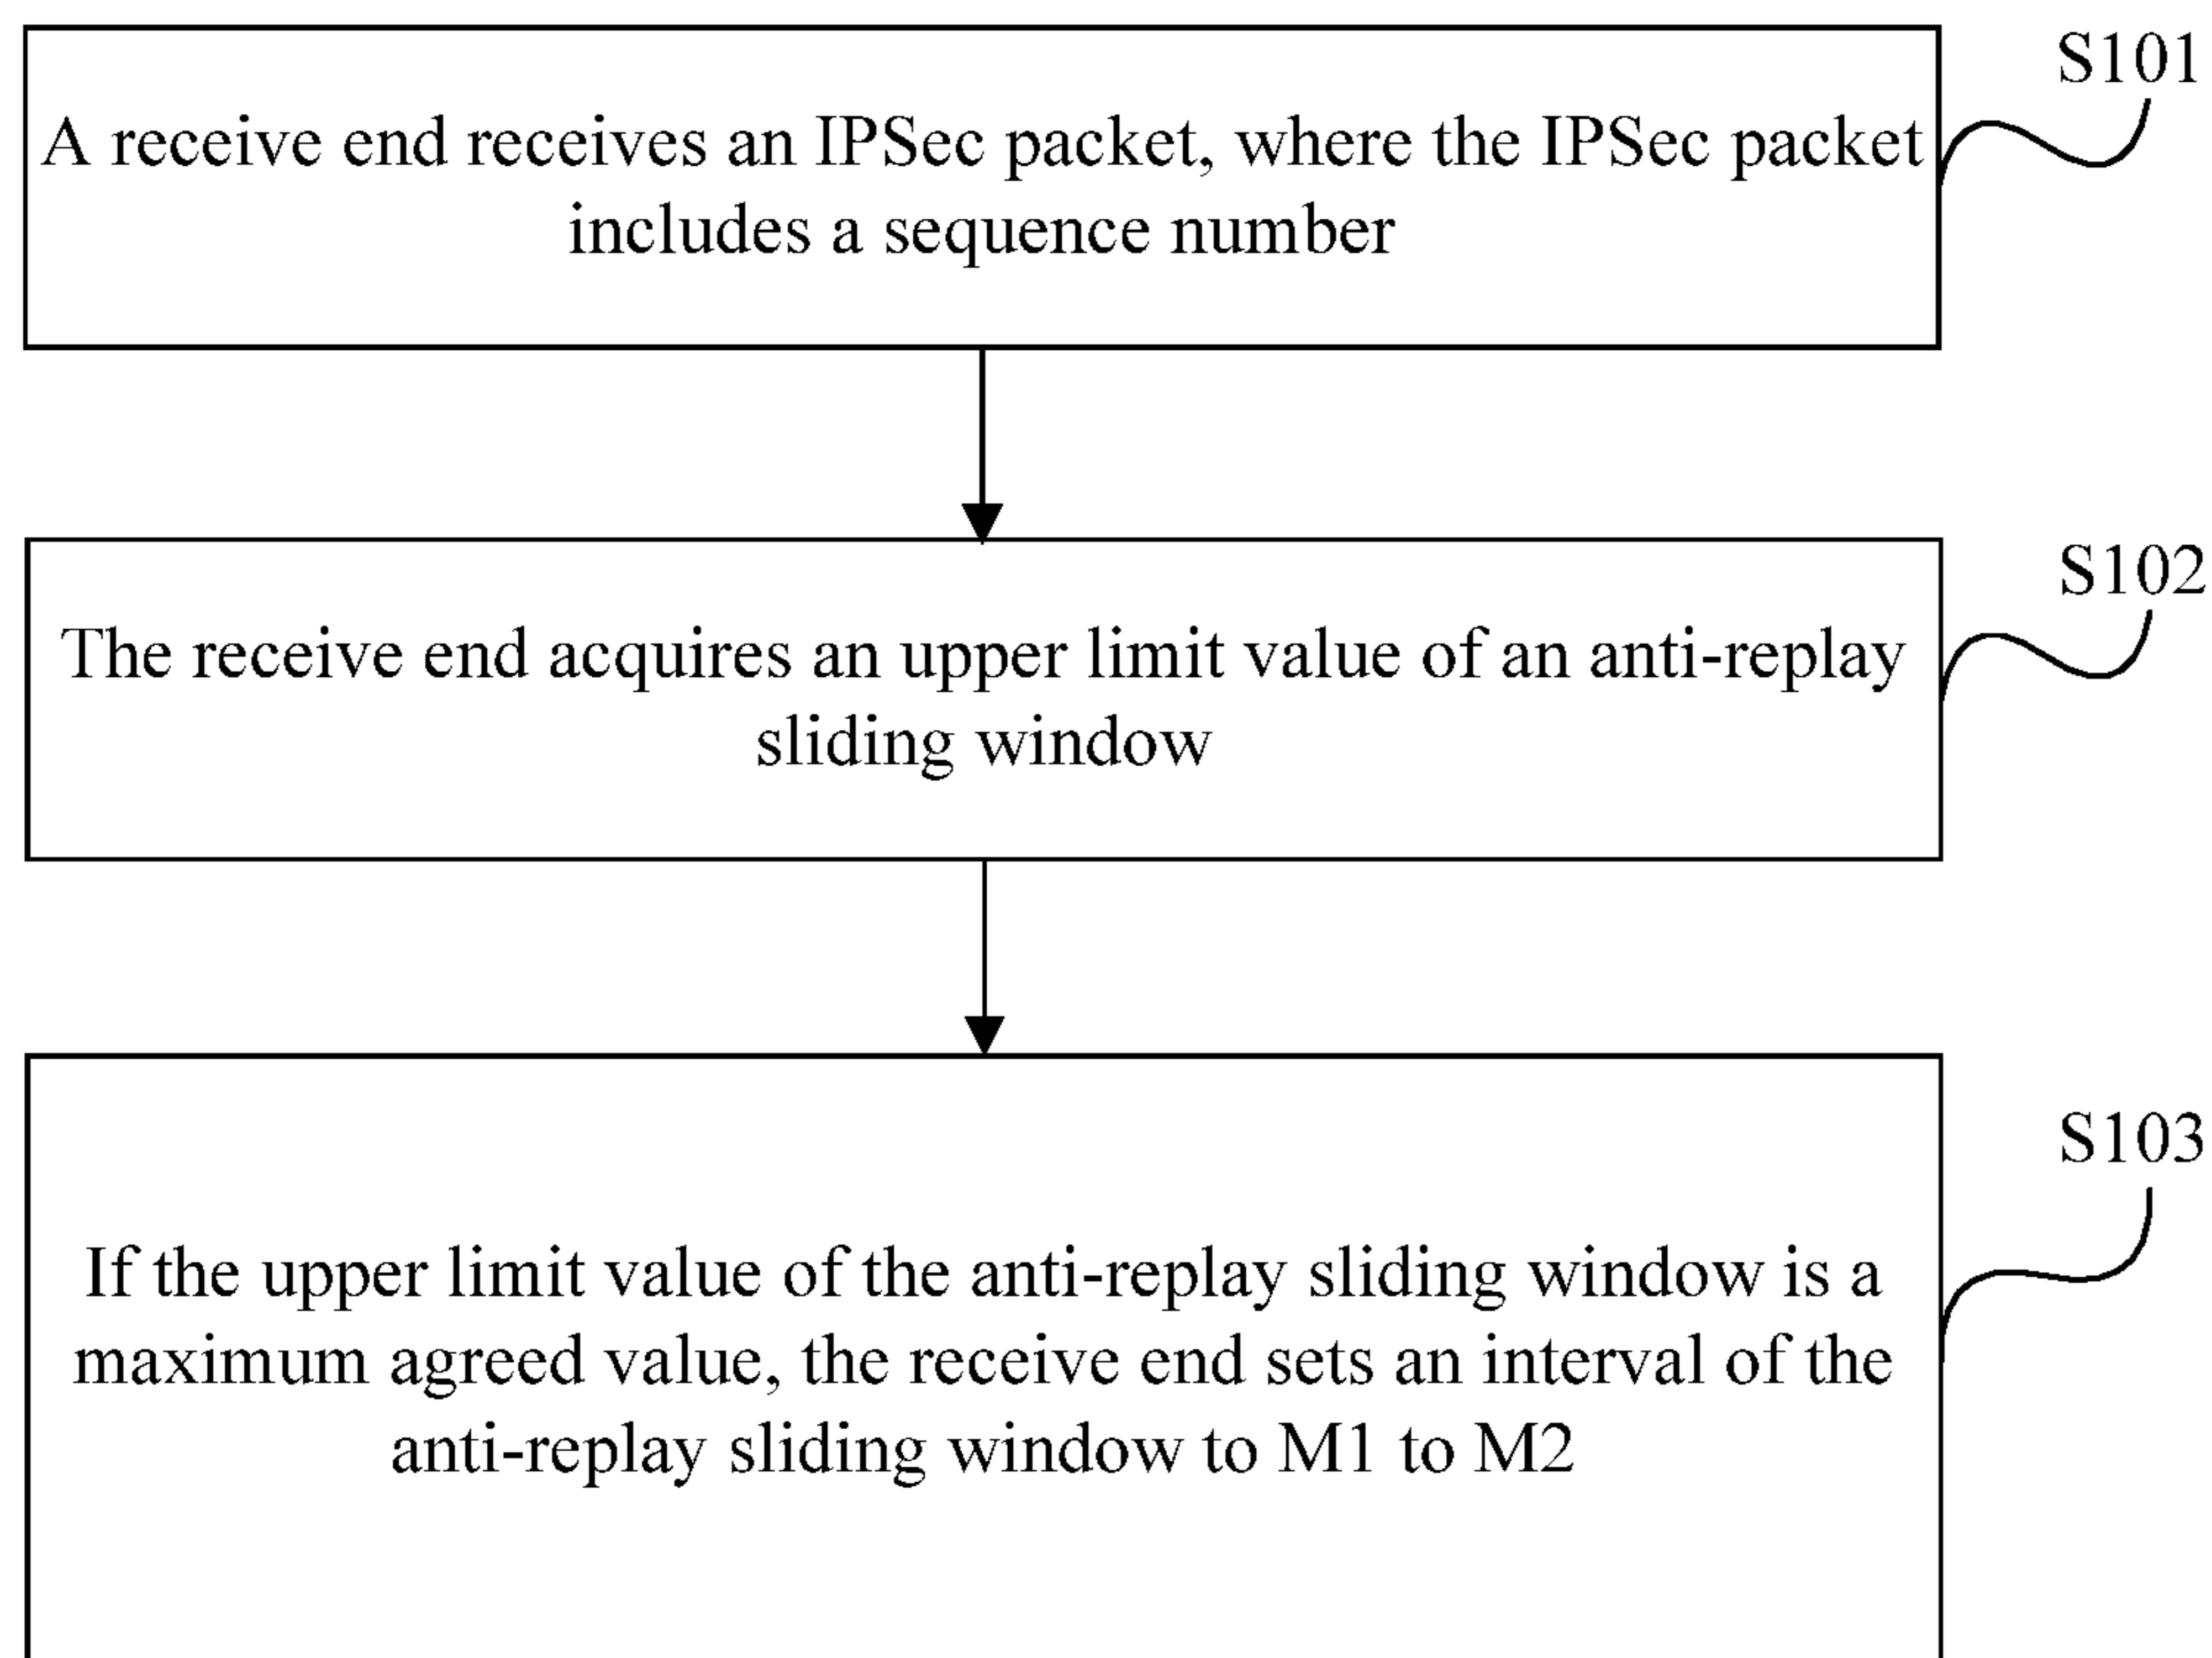 S101
A receive end receives an IPSec packet, where the IPSec packet
includes a sequence number
S102
The receive end acquires an upper limit value of an anti-replay
sliding window
S103
If the upper limit value of the anti-replay sliding window is a
maximum agreed value, the receive end sets an interval of the
anti-replay sliding window to M1 to M2